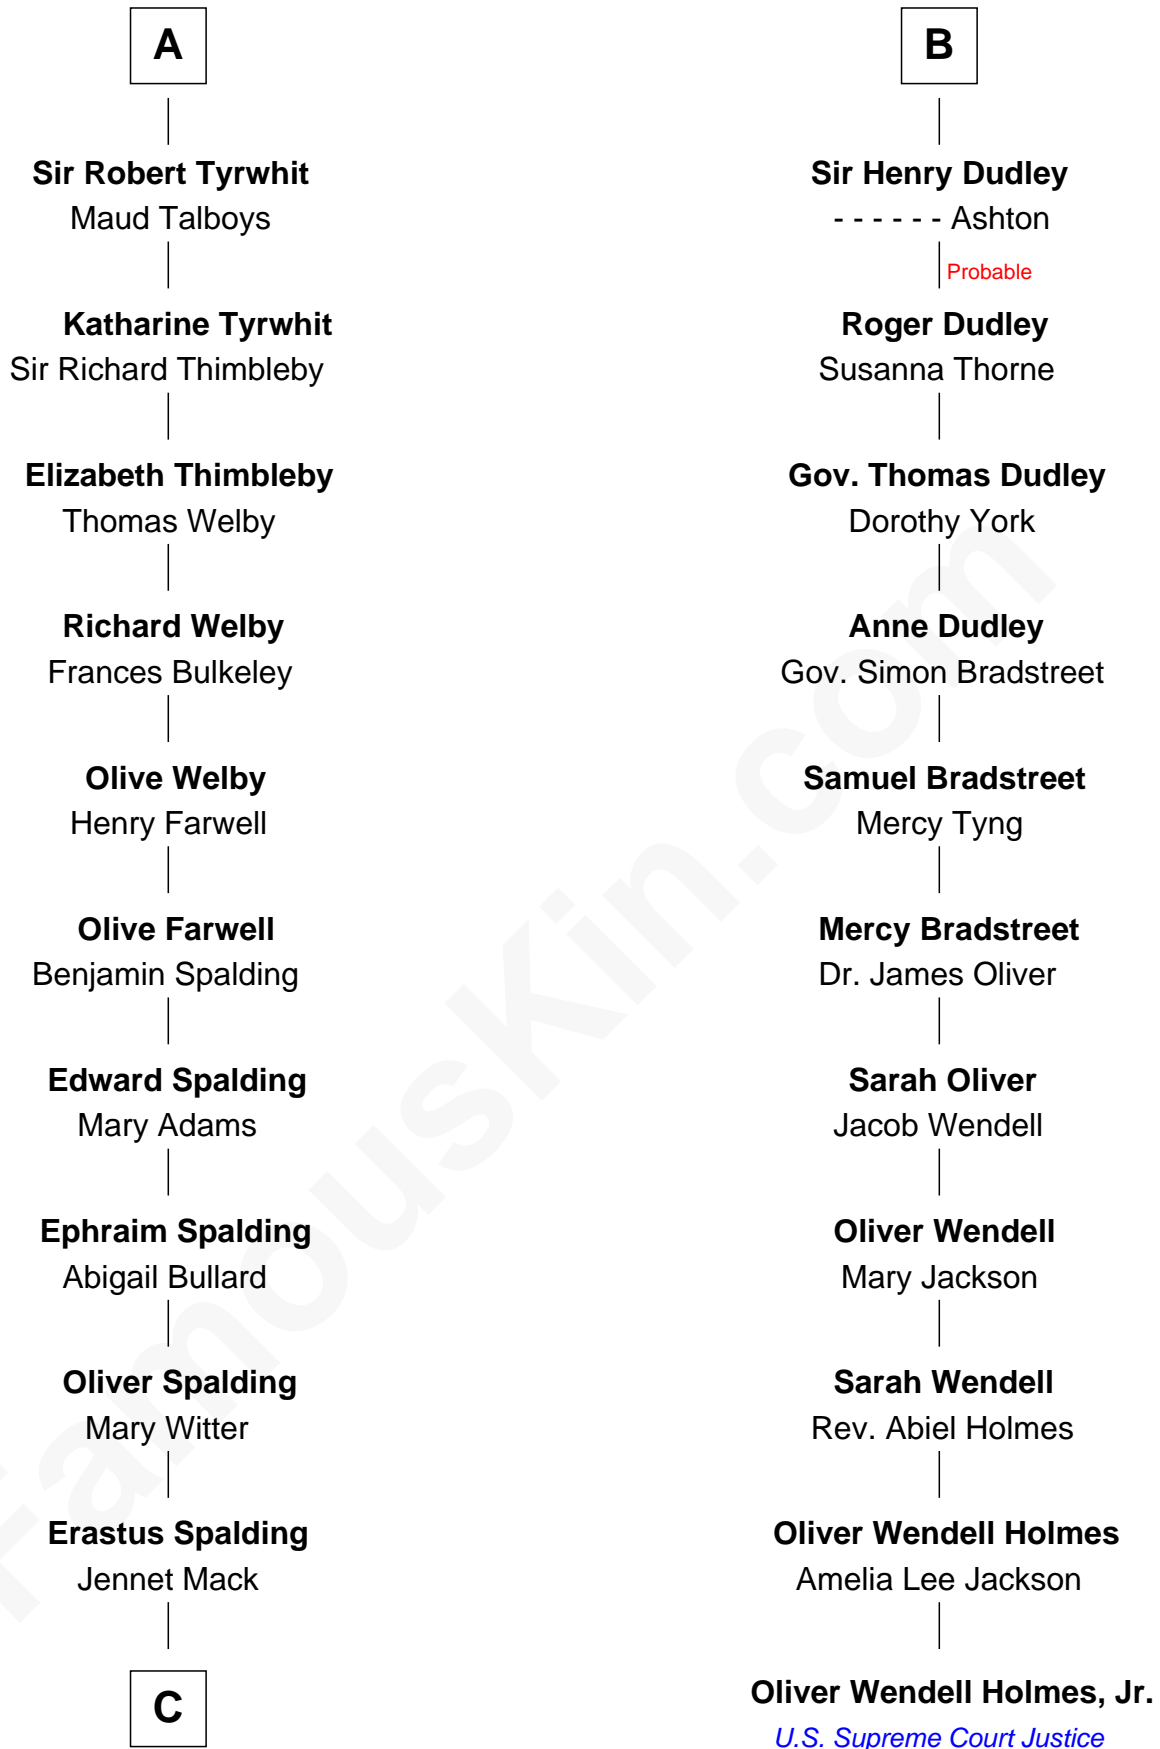 A
Sir Robert Tyrwhit
Maud Talboys
Katharine Tyrwhit
Sir Richard Thimbleby
Elizabeth Thimbleby
Thomas Welby
Richard Welby
Frances Bulkeley
Olive Welby
Henry Farwell
Olive Farwell
Benjamin Spalding
Edward Spalding
Mary Adams
Ephraim Spalding
Abigail Bullard
Oliver Spalding
Mary Witter
Erastus Spalding
Jennet Mack
C
B
Sir Henry Dudley
- - - - - - Ashton
Probable
Roger Dudley
Susanna Thorne
Gov. Thomas Dudley
Dorothy York
Anne Dudley
Gov. Simon Bradstreet
Samuel Bradstreet
Mercy Tyng
Mercy Bradstreet
Dr. James Oliver
Sarah Oliver
Jacob Wendell
Oliver Wendell
Mary Jackson
Sarah Wendell
Rev. Abiel Holmes
Oliver Wendell Holmes
Amelia Lee Jackson
Oliver Wendell Holmes, Jr.
U.S. Supreme Court Justice
FamousKin.com